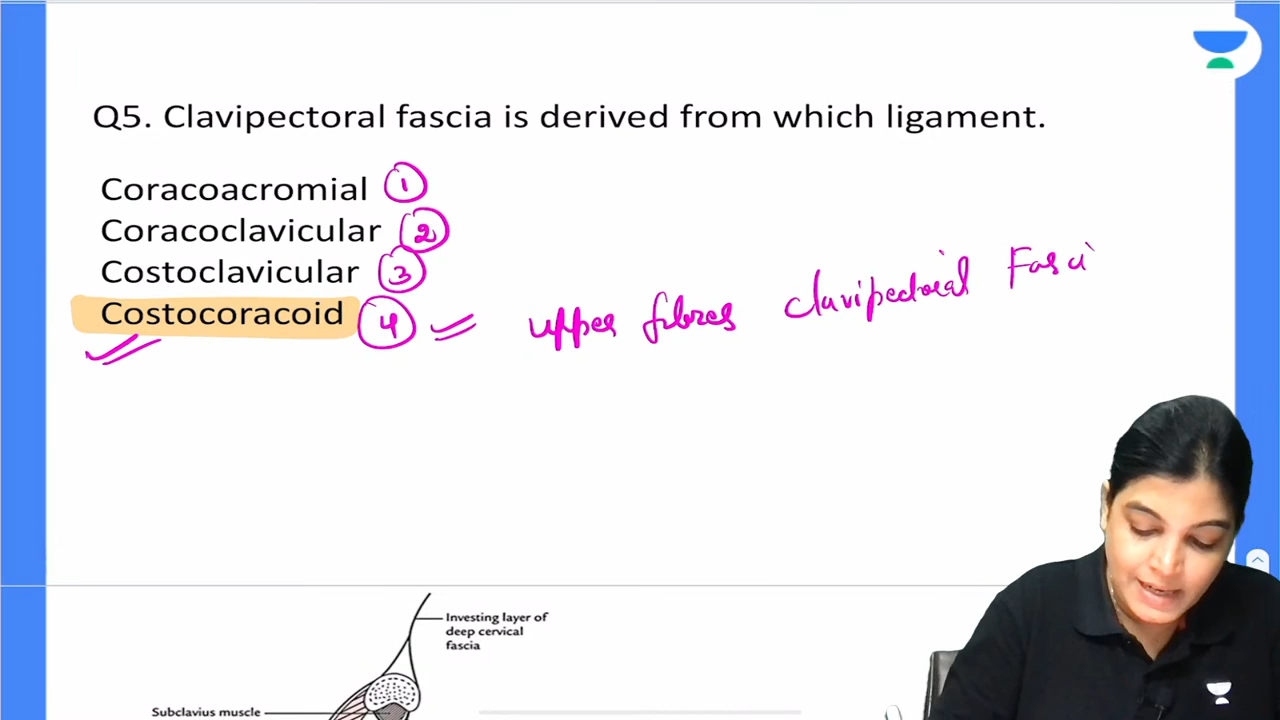 Q5. Clavipectoral fascia is derived from which ligament.
Coracoacromial 1
Coracoclavicular 2
Costoclavicular 3
Costocoracoid 4 upper fibres clavipectoral Fasci
Investing layer of
deep cervical
fascia
Subclavius muscle